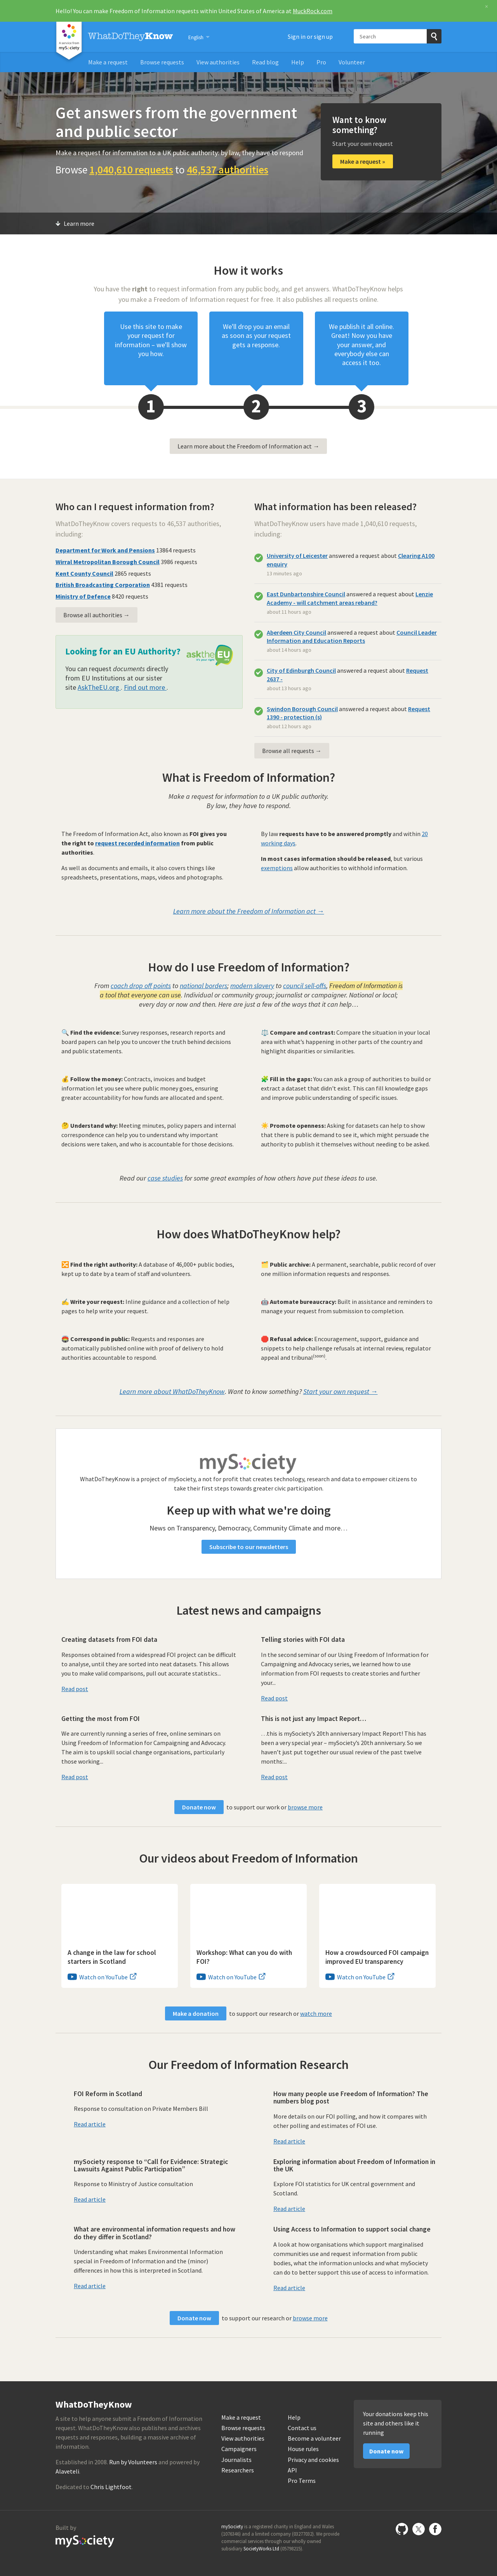 Hello! You can make Freedom of Information requests within United States of America at MuckRock.com
×
mySociety
WhatDoTheyKnow
English
Sign in or sign up
Search
Make a request
Browse requests
View authorities
Read blog
Help
Pro
Volunteer
Get answers from the government
and public sector
Make a request for information to a UK public authority: by law, they have to respond
Browse 1,040,610 requests to 46,537 authorities
Want to know
something?
Start your own request
Make a request »
Learn more
How it works
You have the right to request information from any public body, and get answers. WhatDoTheyKnow helps
you make a Freedom of Information request for free. It also publishes all requests online.
Use this site to make
your request for
information – we'll show
you how.
We'll drop you an email
as soon as your request
gets a response.
We publish it all online.
Great! Now you have
your answer, and
everybody else can
access it too.
1
2
3
Learn more about the Freedom of Information act →
Who can I request information from?
WhatDoTheyKnow covers requests to 46,537 authorities,
including:
Department for Work and Pensions 13864 requests
Wirral Metropolitan Borough Council 3986 requests
Kent County Council 2865 requests
British Broadcasting Corporation 4381 requests
Ministry of Defence 8420 requests
Browse all authorities →
Looking for an EU Authority?
asktheEU
You can request documents directly
from EU Institutions at our sister
site AskTheEU.org . Find out more .
What information has been released?
WhatDoTheyKnow users have made 1,040,610 requests,
including:
University of Leicester answered a request about Clearing A100
enquiry
13 minutes ago
East Dunbartonshire Council answered a request about Lenzie
Academy - will catchment areas reband?
about 11 hours ago
Aberdeen City Council answered a request about Council Leader
Information and Education Reports
about 14 hours ago
City of Edinburgh Council answered a request about Request
2637 -
about 13 hours ago
Swindon Borough Council answered a request about Request
1390 - protection (s)
about 12 hours ago
Browse all requests →
What is Freedom of Information?
Make a request for information to a UK public authority.
By law, they have to respond.
The Freedom of Information Act, also known as FOI gives you
the right to request recorded information from public
authorities.
As well as documents and emails, it also covers things like
spreadsheets, presentations, maps, videos and photographs.
By law requests have to be answered promptly and within 20
working days.
In most cases information should be released, but various
exemptions allow authorities to withhold information.
Learn more about the Freedom of Information act →
How do I use Freedom of Information?
From coach drop off points to national borders; modern slavery to council sell-offs, Freedom of Information is
a tool that everyone can use. Individual or community group; journalist or campaigner. National or local;
every day or now and then. Here are just a few of the ways that it can help…
Find the evidence: Survey responses, research reports and
board papers can help you to uncover the truth behind decisions
and public statements.
Compare and contrast: Compare the situation in your local
area with what's happening in other parts of the country and
highlight disparities or similarities.
Follow the money: Contracts, invoices and budget
information let you see where public money goes, ensuring
greater accountability for how funds are allocated and spent.
Fill in the gaps: You can ask a group of authorities to build or
extract a dataset that didn't exist. This can fill knowledge gaps
and improve public understanding of specific issues.
Understand why: Meeting minutes, policy papers and internal
correspondence can help you to understand why important
decisions were taken, and who is accountable for those decisions.
Promote openness: Asking for datasets can help to show
that there is public demand to see it, which might persuade the
authority to publish it themselves without needing to be asked.
Read our case studies for some great examples of how others have put these ideas to use.
How does WhatDoTheyKnow help?
Find the right authority: A database of 46,000+ public bodies,
kept up to date by a team of staff and volunteers.
Public archive: A permanent, searchable, public record of over
one million information requests and responses.
Write your request: Inline guidance and a collection of help
pages to help write your request.
Automate bureaucracy: Built in assistance and reminders to
manage your request from submission to completion.
Correspond in public: Requests and responses are
automatically published online with proof of delivery to hold
authorities accountable to respond.
Refusal advice: Encouragement, support, guidance and
snippets to help challenge refusals at internal review, regulator
appeal and tribunal(soon).
Learn more about WhatDoTheyKnow. Want to know something? Start your own request →
mySociety
WhatDoTheyKnow is a project of mySociety, a not for profit that creates technology, research and data to empower citizens to
take their first steps towards greater civic participation.
Keep up with what we're doing
News on Transparency, Democracy, Community Climate and more…
Subscribe to our newsletters
Latest news and campaigns
Creating datasets from FOI data
Responses obtained from a widespread FOI project can be difficult
to analyse, until they are sorted into neat datasets. This allows
you to make valid comparisons, pull out accurate statistics...
Read post
Telling stories with FOI data
In the second seminar of our Using Freedom of Information for
Campaigning and Advocacy series, we learned how to use
information from FOI requests to create stories and further
your...
Read post
Getting the most from FOI
We are currently running a series of free, online seminars on
Using Freedom of Information for Campaigning and Advocacy.
The aim is to upskill social change organisations, particularly
those working...
Read post
This is not just any Impact Report…
…this is mySociety's 20th anniversary Impact Report! This has
been a very special year – mySociety's 20th anniversary. So we
haven't just put together our usual review of the past twelve
months:...
Read post
Donate now to support our work or browse more
Our videos about Freedom of Information
A change in the law for school
starters in Scotland
Watch on YouTube
Workshop: What can you do with
FOI?
Watch on YouTube
How a crowdsourced FOI campaign
improved EU transparency
Watch on YouTube
Make a donation to support our research or watch more
Our Freedom of Information Research
FOI Reform in Scotland
Response to consultation on Private Members Bill
Read article
How many people use Freedom of Information? The
numbers blog post
More details on our FOI polling, and how it compares with
other polling and estimates of FOI use.
Read article
mySociety response to “Call for Evidence: Strategic
Lawsuits Against Public Participation”
Response to Ministry of Justice consultation
Read article
Exploring information about Freedom of Information in
the UK
Explore FOI statistics for UK central government and
Scotland.
Read article
What are environmental information requests and how
do they differ in Scotland?
Understanding what makes Environmental Information
special in Freedom of Information and the (minor)
differences in how this is interpreted in Scotland.
Read article
Using Access to Information to support social change
A look at how organisations which support marginalised
communities use and request information from public
bodies, what the information unlocks and what mySociety
can do to better support this use of access to information.
Read article
Donate now to support our research or browse more
WhatDoTheyKnow
A site to help anyone submit a Freedom of Information
request. WhatDoTheyKnow also publishes and archives
requests and responses, building a massive archive of
information.
Established in 2008. Run by Volunteers and powered by
Alaveteli.
Dedicated to Chris Lightfoot.
Make a request
Browse requests
View authorities
Campaigners
Journalists
Researchers
Help
Contact us
Become a volunteer
House rules
Privacy and cookies
API
Pro Terms
Your donations keep this
site and others like it
running
Donate now
Built by
mySociety
mySociety is a registered charity in England and Wales
(1076346) and a limited company (03277032). We provide
commercial services through our wholly owned
subsidiary SocietyWorks Ltd (05798215).